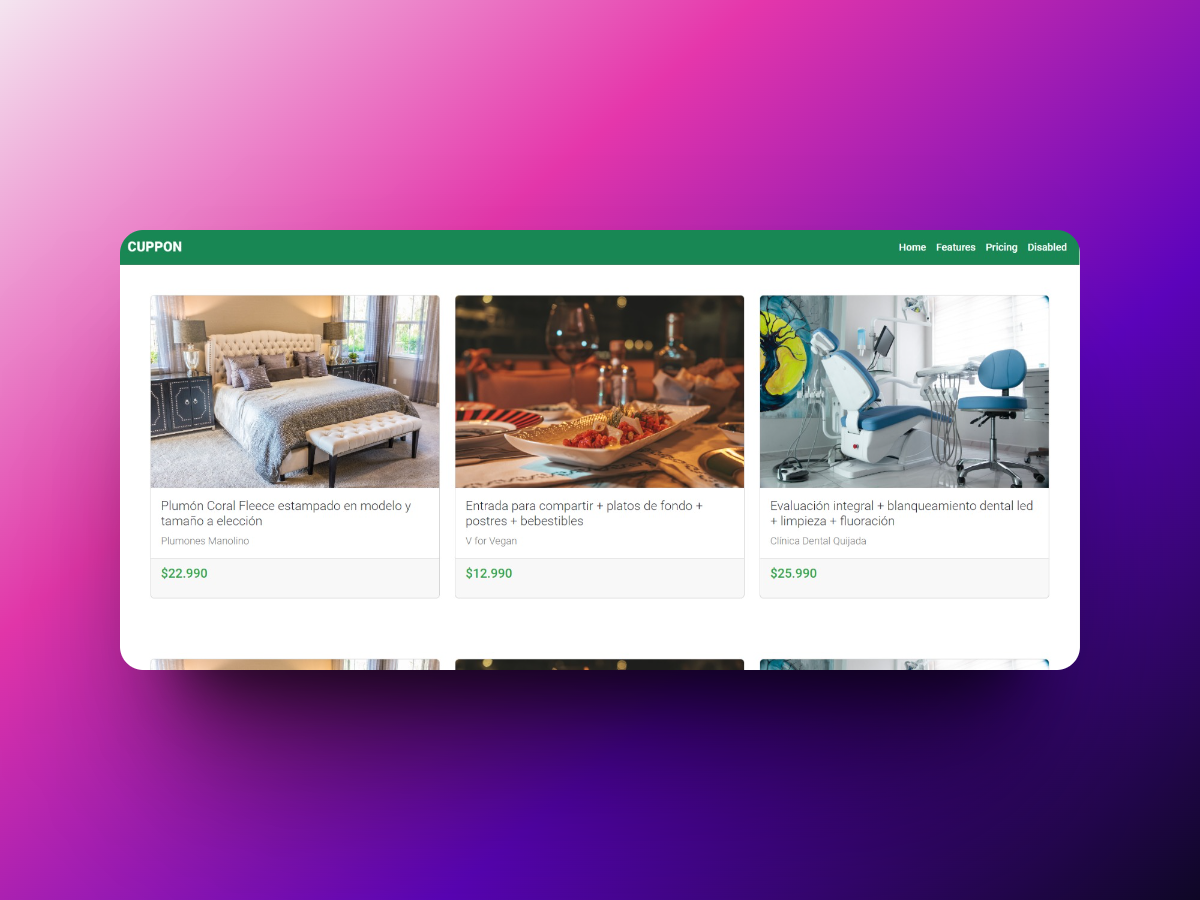 CUPPON
Home Features Pricing Disabled
Plumón Coral Fleece estampado en modelo y
tamaño a elección
Plumones Manolino
$22.990
Entrada para compartir + platos de fondo +
postres + bebestibles
V for Vegan
$12.990
Evaluación integral + blanqueamiento dental led
+ limpieza + fluoración
Clínica Dental Quijada
$25.990